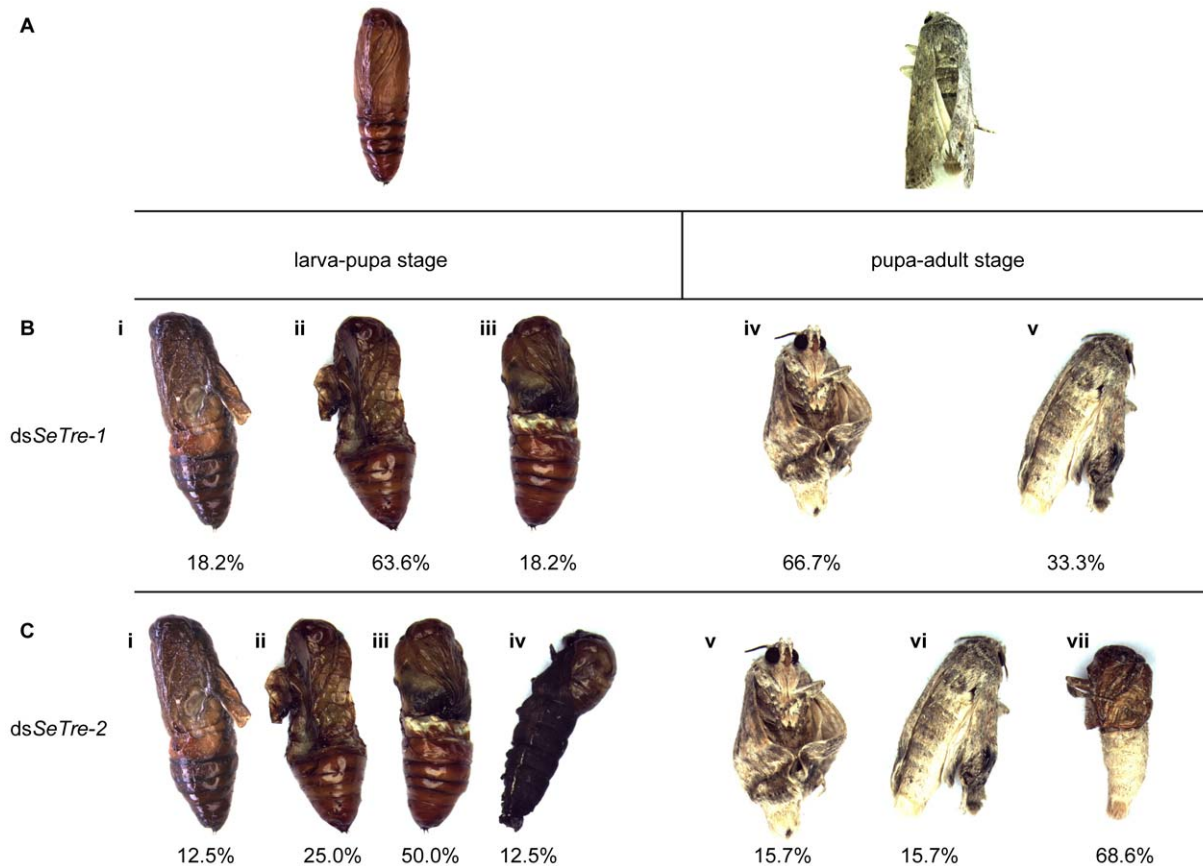 A
larva-pupa stage
pupa-adult stage
B
i
ii
iii
iv
v
dsSeTre-1
18.2%
63.6%
18.2%
66.7%
33.3%
C
i
ii
iii
iv
v
vi
vii
dsSeTre-2
12.5%
25.0%
50.0%
12.5%
15.7%
15.7%
68.6%